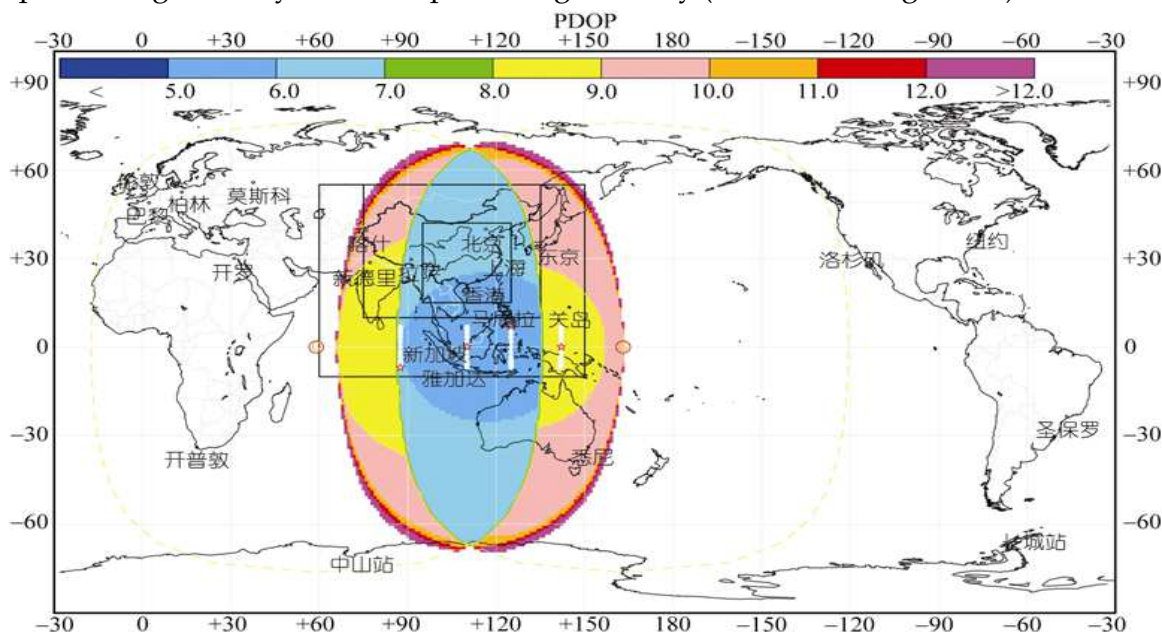 PDOP
−30 0 +30 +60 +90 +120 +150 180 −150 −120 −90 −60 −30
+90 +90
< 5.0 6.0 7.0 8.0 9.0 10.0 11.0 12.0 >12.0
+60 +60
伦敦 莫斯科
巴黎 柏林
喀什 北京 纽约
+30 开罗 新德里 拉萨 上海 东京 洛杉矶 +30
香港
马尼拉 关岛
0 新加坡 0
雅加达
−30 圣保罗 −30
开普敦 悉尼
−60 −60
中山站 长城站
−30 0 +30 +60 +90 +120 +150 180 −150 −120 −90 −60 −30